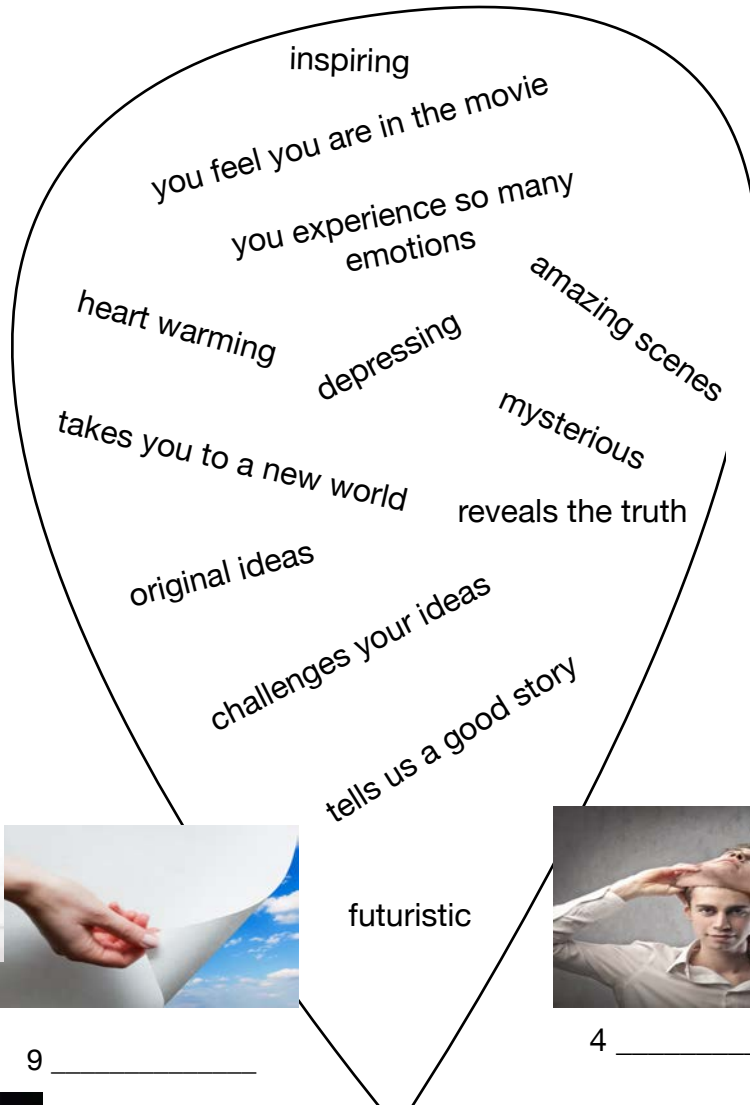 inspiring
you feel you are in the movie
you experience so many
emotions
amazing scenes
heart warming
depressing
mysterious
takes you to a new world
reveals the truth
original ideas
challenges your ideas
tells us a good story
futuristic
4 _________
9 ______________